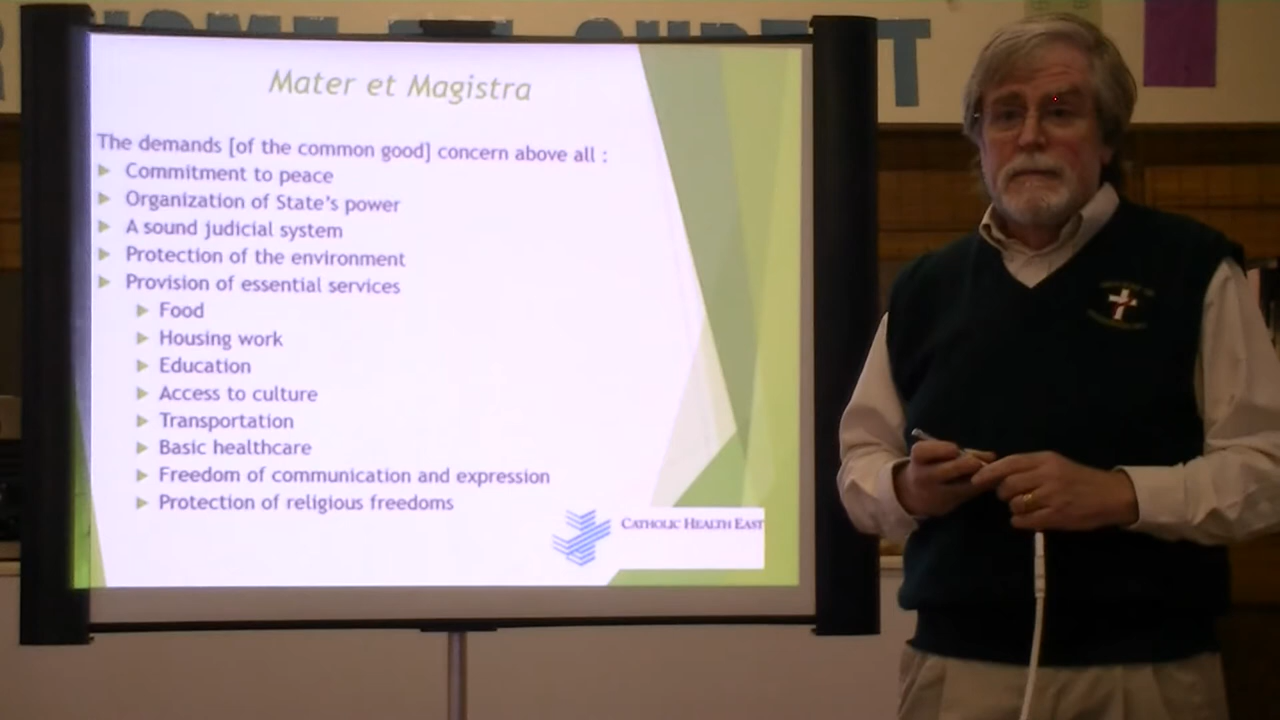 Mater et Magistra
The demands [of the common good] concern above all :
Commitment to peace
Organization of State's power
A sound judicial system
Protection of the environment
Provision of essential services
Food
Housing work
Education
Access to culture
Transportation
Basic healthcare
Freedom of communication and expression
Protection of religious freedoms
CATHOLIC HEALTH EAST